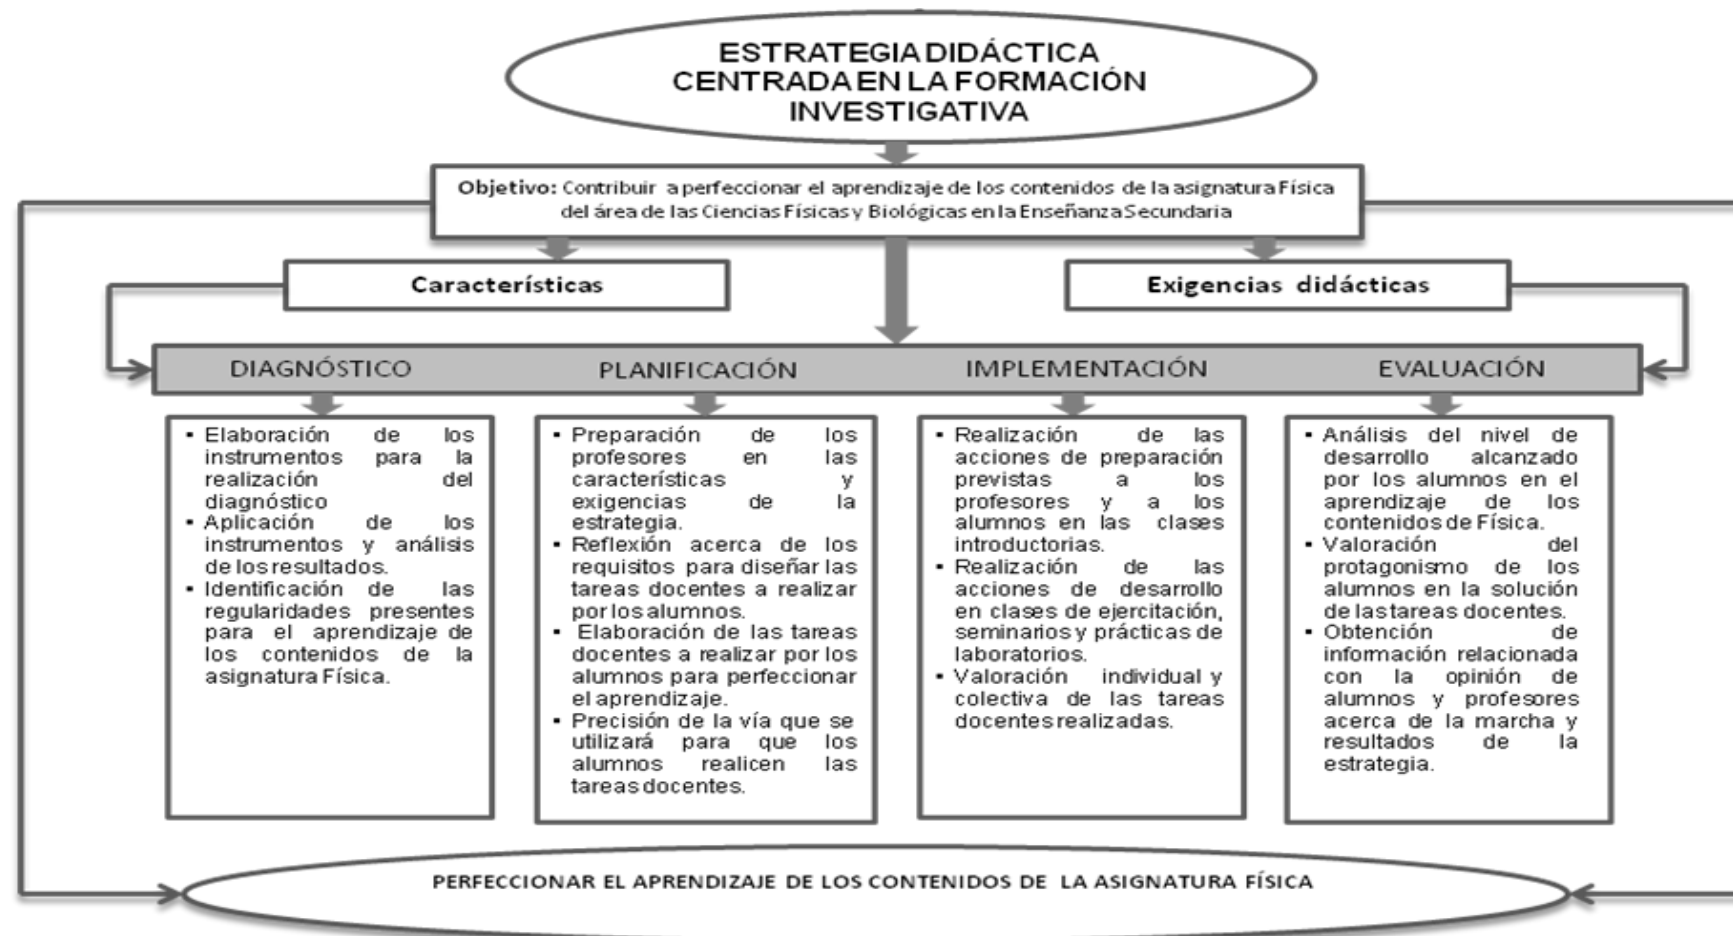 ESTRATEGIA DIDÁCTICA
CENTRADA EN LA FORMACIÓN
INVESTIGATIVA
Objetivo: Contribuir a perfeccionar el aprendizaje de los contenidos de la asignatura Física
del área de las Ciencias Físicas y Biológicas en la Enseñanza Secundaria
Características
Exigencias didácticas
DIAGNÓSTICO
PLANIFICACIÓN
IMPLEMENTACIÓN
EVALUACIÓN
▪ Elaboración de los
instrumentos para la
realización del
diagnóstico
▪ Aplicación de los
instrumentos y análisis
de los resultados.
▪ Identificación de las
regularidades presentes
para el aprendizaje de
los contenidos de la
asignatura Física.
▪ Preparación de los
profesores en las
características y
exigencias de la
estrategia.
▪ Reflexión acerca de los
requisitos para diseñar las
tareas docentes a realizar
por los alumnos.
▪ Elaboración de las tareas
docentes a realizar por los
alumnos para perfeccionar
el aprendizaje.
▪ Precisión de la vía que se
utilizará para que los
alumnos realicen las
tareas docentes.
▪ Realización de las
acciones de preparación
previstas a los
profesores y a los
alumnos en las clases
introductorias.
▪ Realización de las
acciones de desarrollo
en clases de ejercitación,
seminarios y prácticas de
laboratorios.
▪ Valoración individual y
colectiva de las tareas
docentes realizadas.
▪ Análisis del nivel de
desarrollo alcanzado
por los alumnos en el
aprendizaje de los
contenidos de Física.
▪ Valoración del
protagonismo de los
alumnos en la solución
de las tareas docentes.
▪ Obtención de
información relacionada
con la opinión de
alumnos y profesores
acerca de la marcha y
resultados de la
estrategia.
PERFECCIONAR EL APRENDIZAJE DE LOS CONTENIDOS DE LA ASIGNATURA FÍSICA